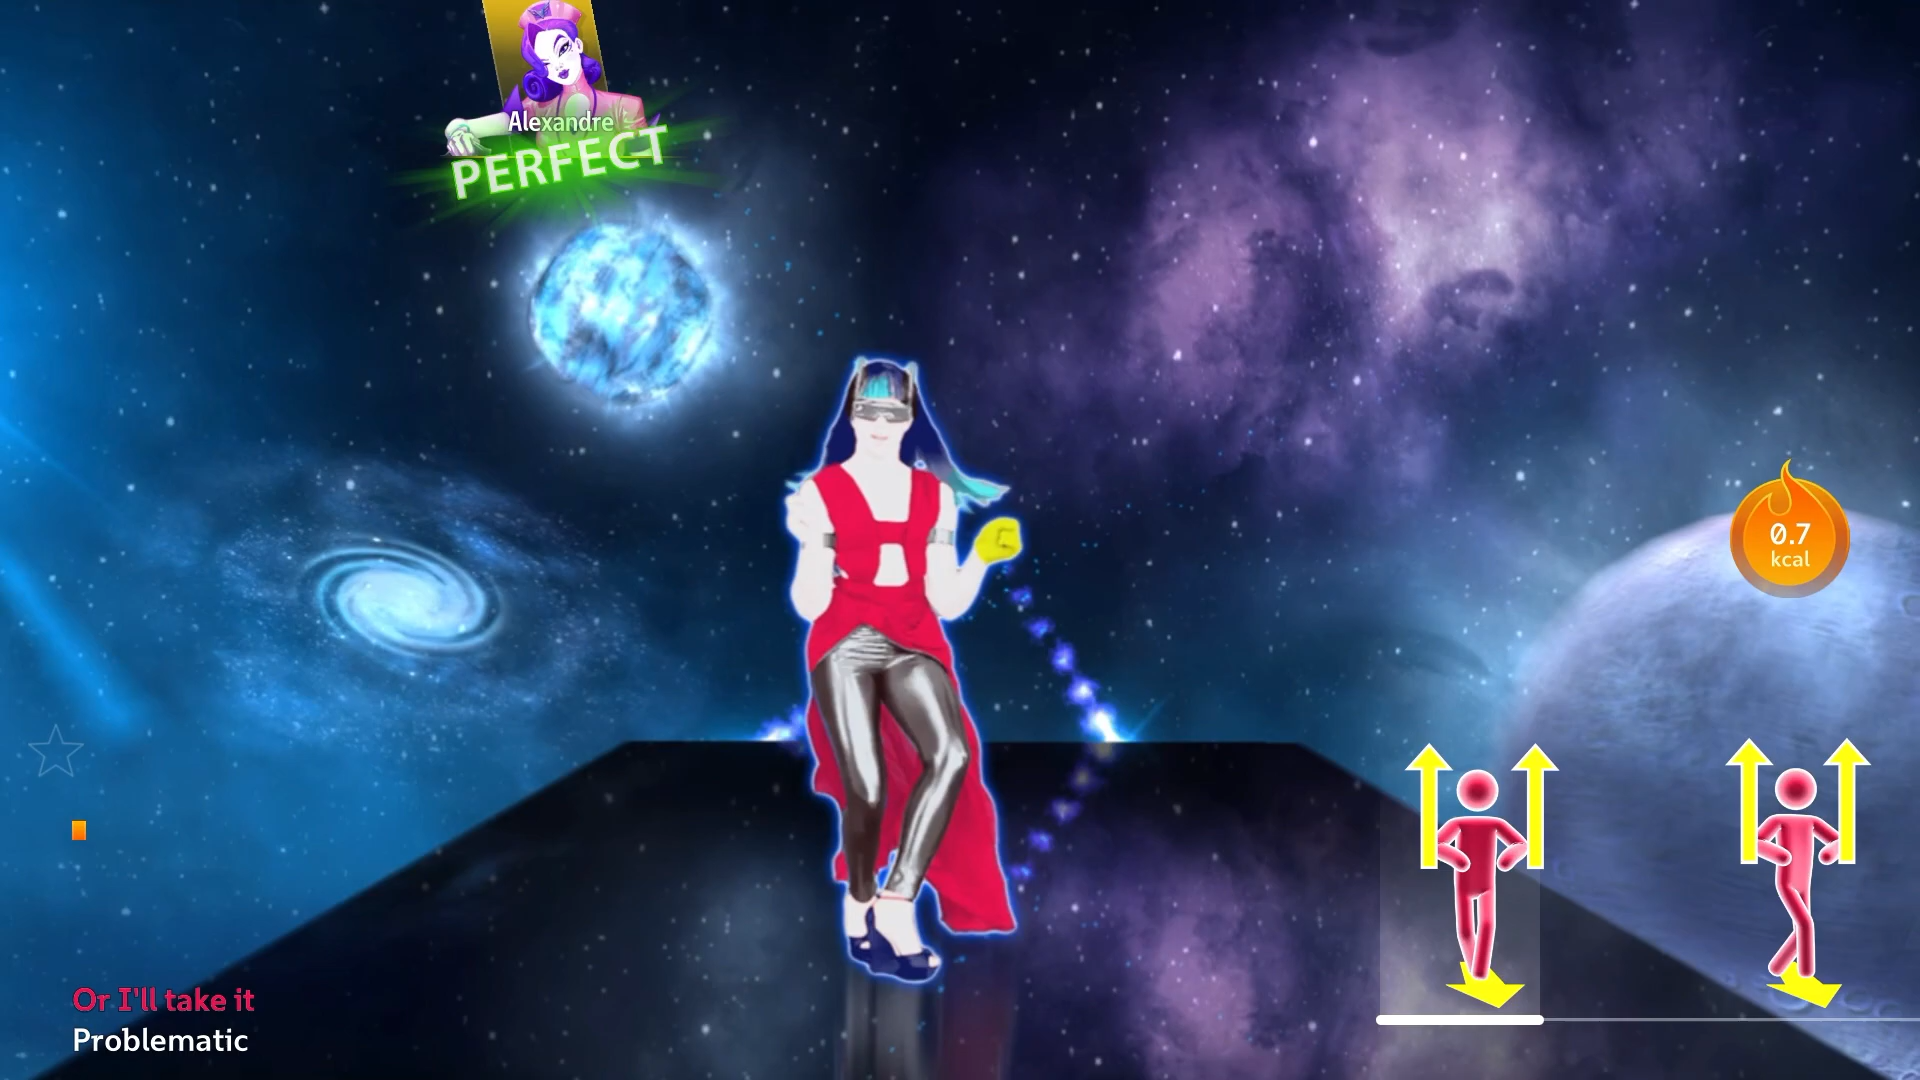 Alexandre
PERFECT
0.7
kcal
Or I'll take it
Problematic